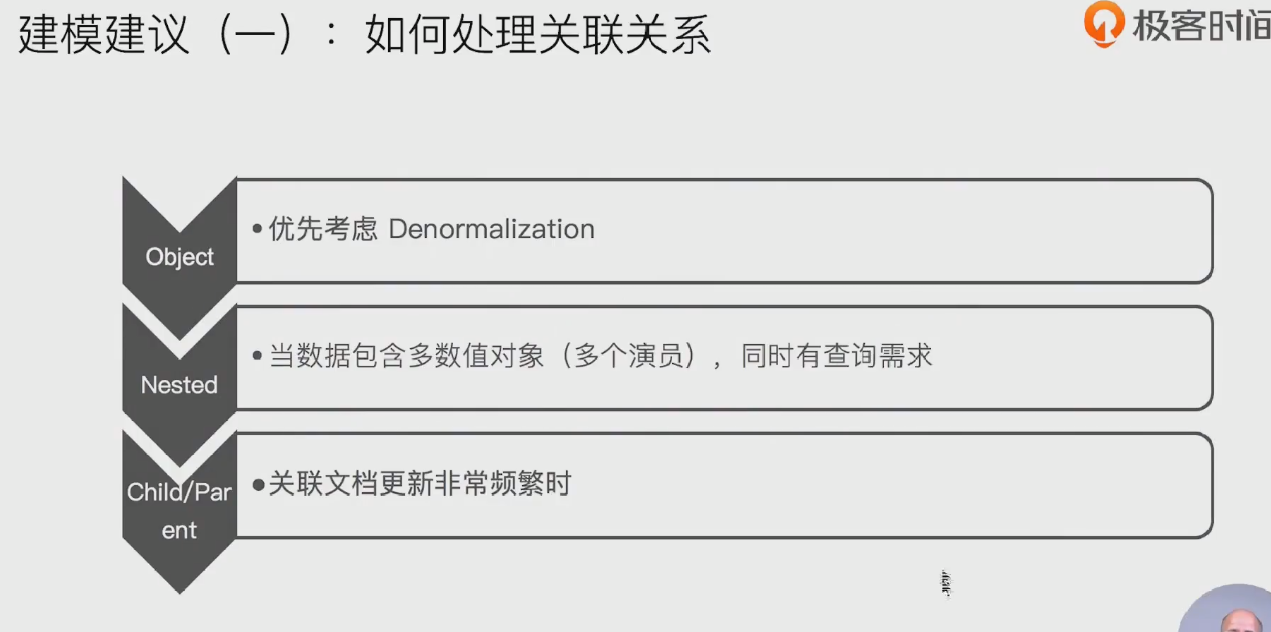 建模建议（一）：如何处理关联关系
极客时间
Object
•优先考虑 Denormalization
Nested
•当数据包含多数值对象（多个演员），同时有查询需求
Child/Par
ent
•关联文档更新非常频繁时